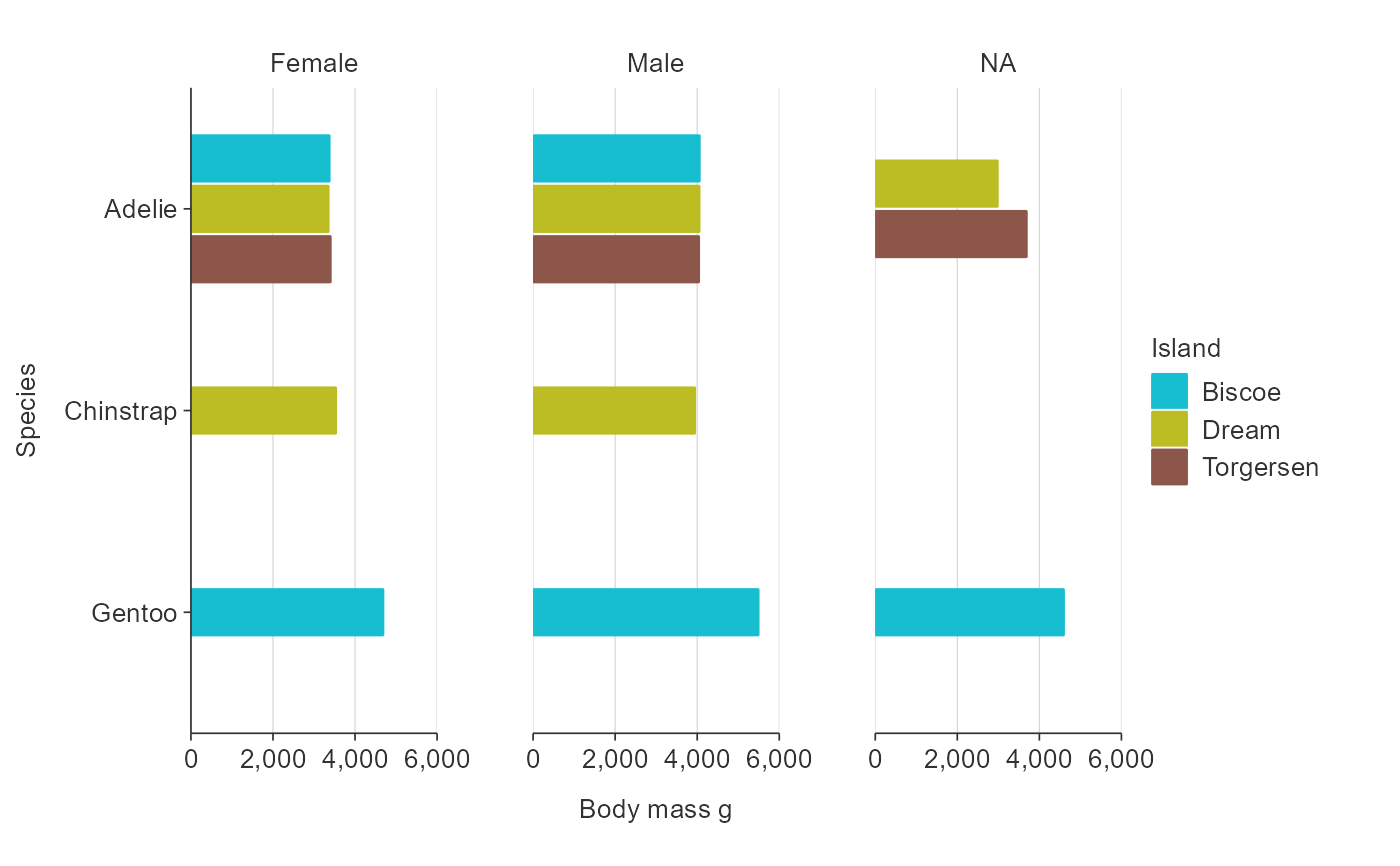 Female Male NA
Species
Adelie
Chinstrap
Gentoo
0 2,000 4,000 6,000 0 2,000 4,000 6,000 0 2,000 4,000 6,000
Body mass g
Island
Biscoe
Dream
Torgersen